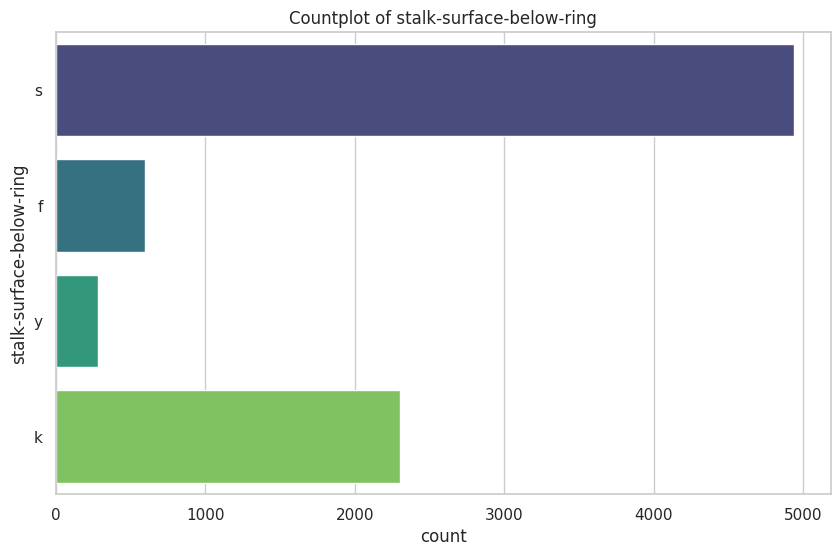 Countplot of stalk-surface-below-ring
stalk-surface-below-ring
s
f
y
k
0 1000 2000 3000 4000 5000
count